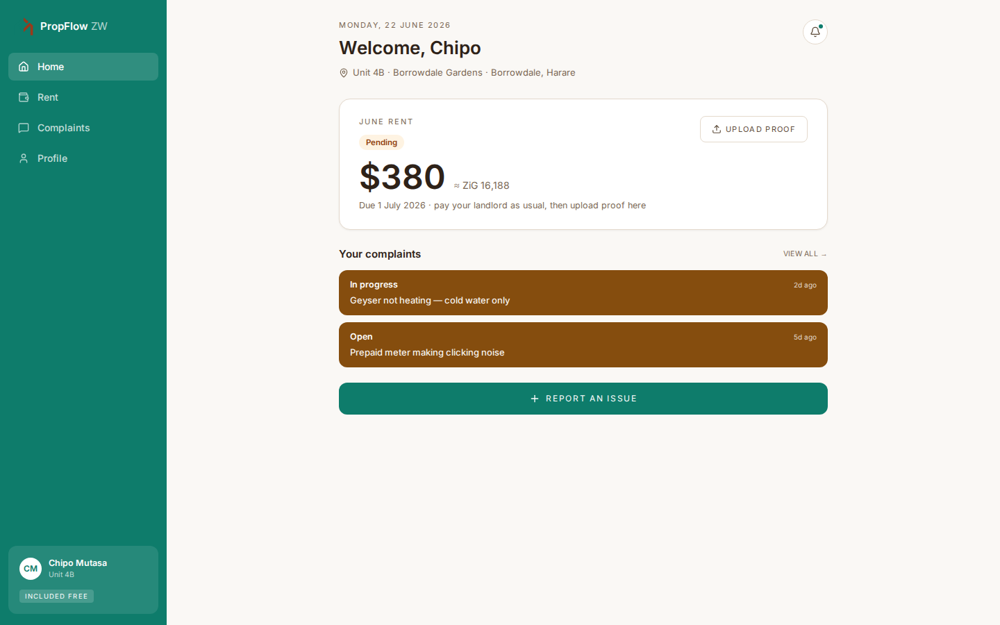 PropFlow ZW
Home
Rent
Complaints
Profile
CM
Chipo Mutasa
Unit 4B
INCLUDED FREE
MONDAY, 22 JUNE 2026
Welcome, Chipo
Unit 4B · Borrowdale Gardens · Borrowdale, Harare
JUNE RENT
UPLOAD PROOF
Pending
$380 ≈ ZiG 16,188
Due 1 July 2026 · pay your landlord as usual, then upload proof here
Your complaints
VIEW ALL →
In progress
2d ago
Geyser not heating — cold water only
Open
5d ago
Prepaid meter making clicking noise
REPORT AN ISSUE